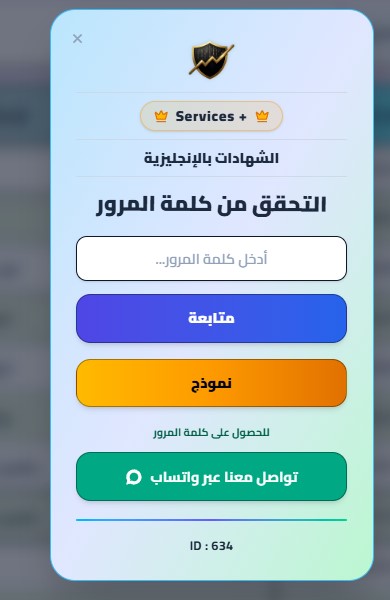 ×
Services +
الشهادات بالإنجليزية
التحقق من كلمة المرور
أدخل كلمة المرور...
متابعة
نموذج
للحصول على كلمة المرور
تواصل معنا عبر واتساب
ID : 634